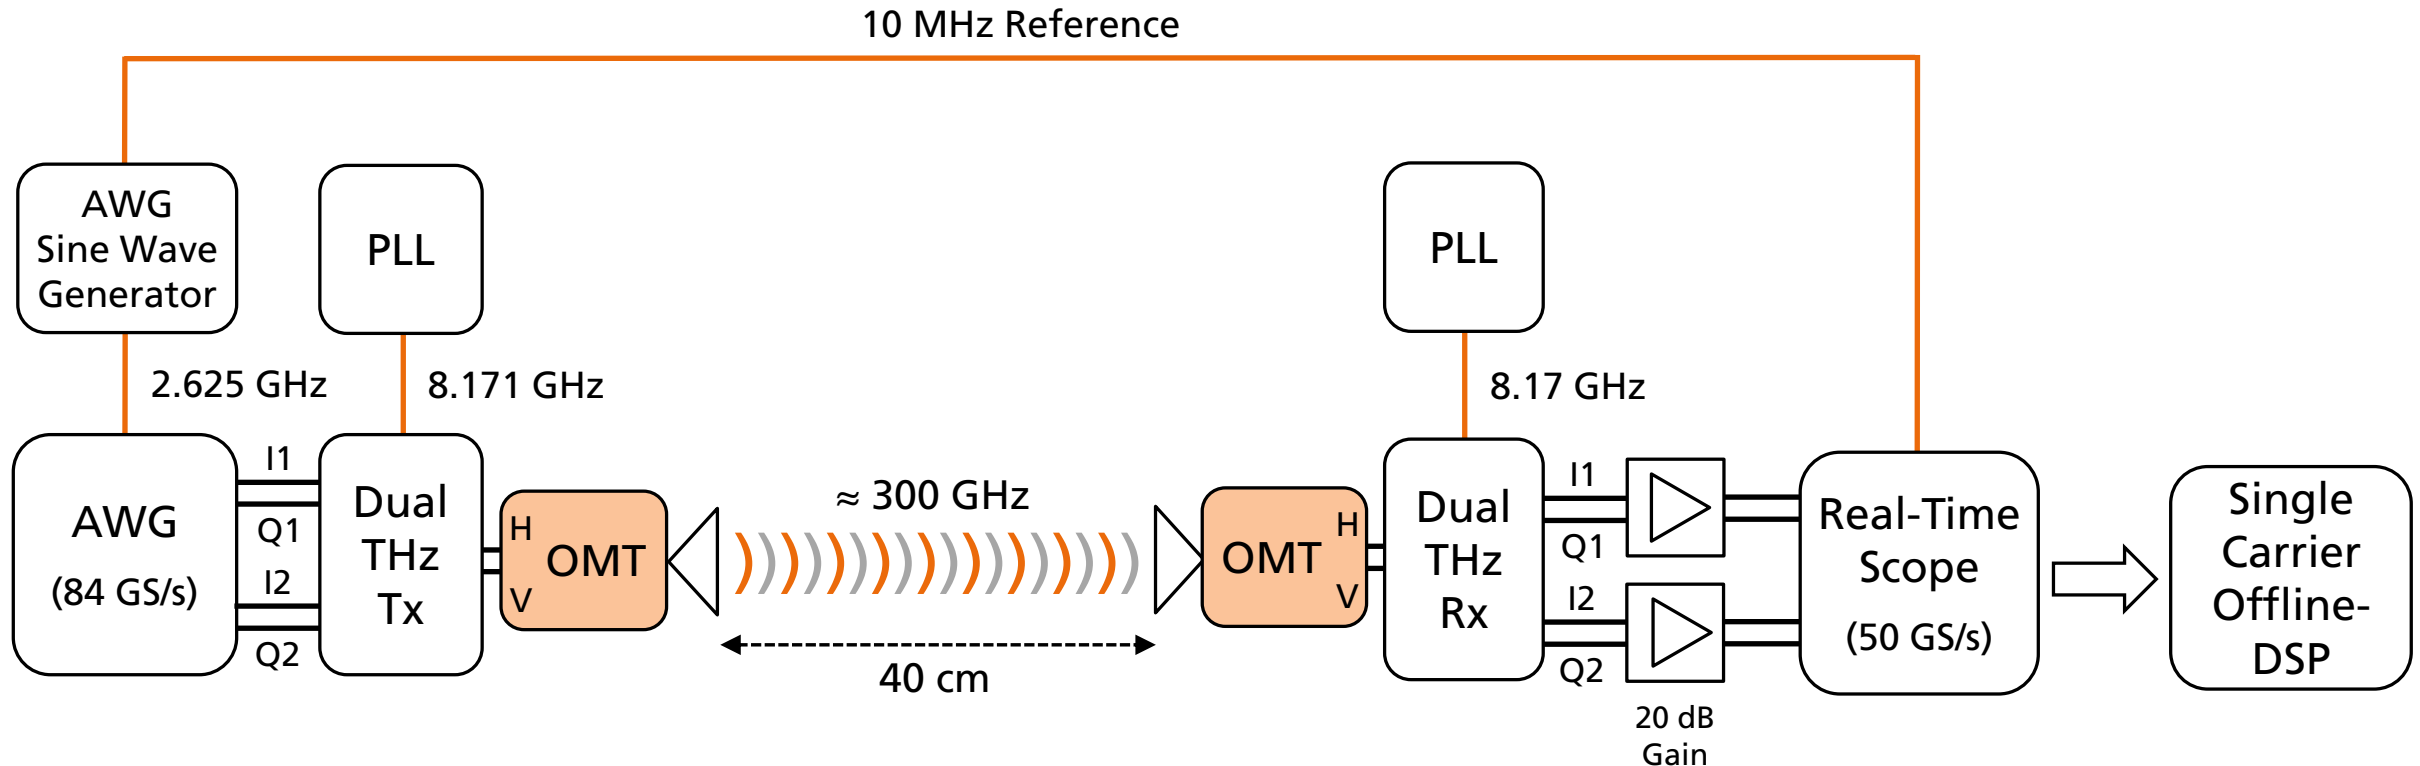 10 MHz Reference
AWG
Sine Wave
Generator
PLL
PLL
2.625 GHz
8.171 GHz
8.17 GHz
AWG
(84 GS/s)
I1
Q1
I2
Q2
Dual
THz
Tx
H
V
OMT
≈ 300 GHz
40 cm
OMT
H
V
Dual
THz
Rx
I1
Q1
I2
Q2
20 dB
Gain
Real-Time
Scope
(50 GS/s)
Single
Carrier
Offline-
DSP